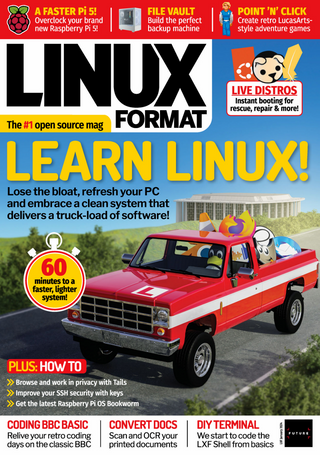 A FASTER Pi 5!
Overclock your brand
new Raspberry Pi 5!
FILE VAULT
Build the perfect
backup machine
POINT 'N' CLICK
Create retro LucasArts-
style adventure games
LINUX
FORMAT
The #1 open source mag
LIVE DISTROS
Instant booting for
rescue, repair & more!
LEARN LINUX!
Lose the bloat, refresh your PC
and embrace a clean system that
delivers a truck-load of software!
60
minutes to a
faster, lighter
system!
L
PLUS: HOW TO
Browse and work in privacy with Tails
Improve your SSH security with keys
Get the latest Raspberry Pi OS Bookworm
CODING BBC BASIC
Relive your retro coding
days on the classic BBC
CONVERT DOCS
Scan and OCR your
printed documents
DIY TERMINAL
We start to code the
LXF Shell from basics
FUTURE